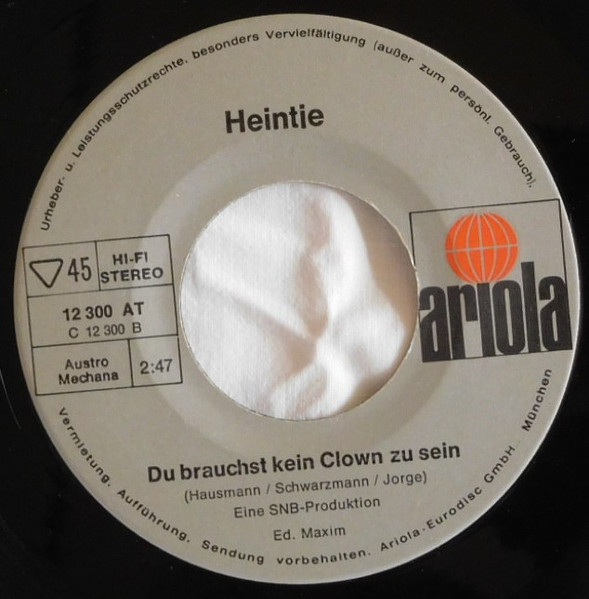 Urheber- u. Leistungsschutzrechte, besonders Vervielfältigung (außer zum persönl. Gebrauch),
Heintie
45
HI-FI
STEREO
12 300 AT
C 12 300 B
Austro
Mechana
2:47
ariola
Du brauchst kein Clown zu sein
(Hausmann / Schwarzmann / Jorge)
Eine SNB-Produktion
Ed. Maxim
Vermietung, Aufführung, Sendung vorbehalten. Ariola-Eurodisc GmbH. München